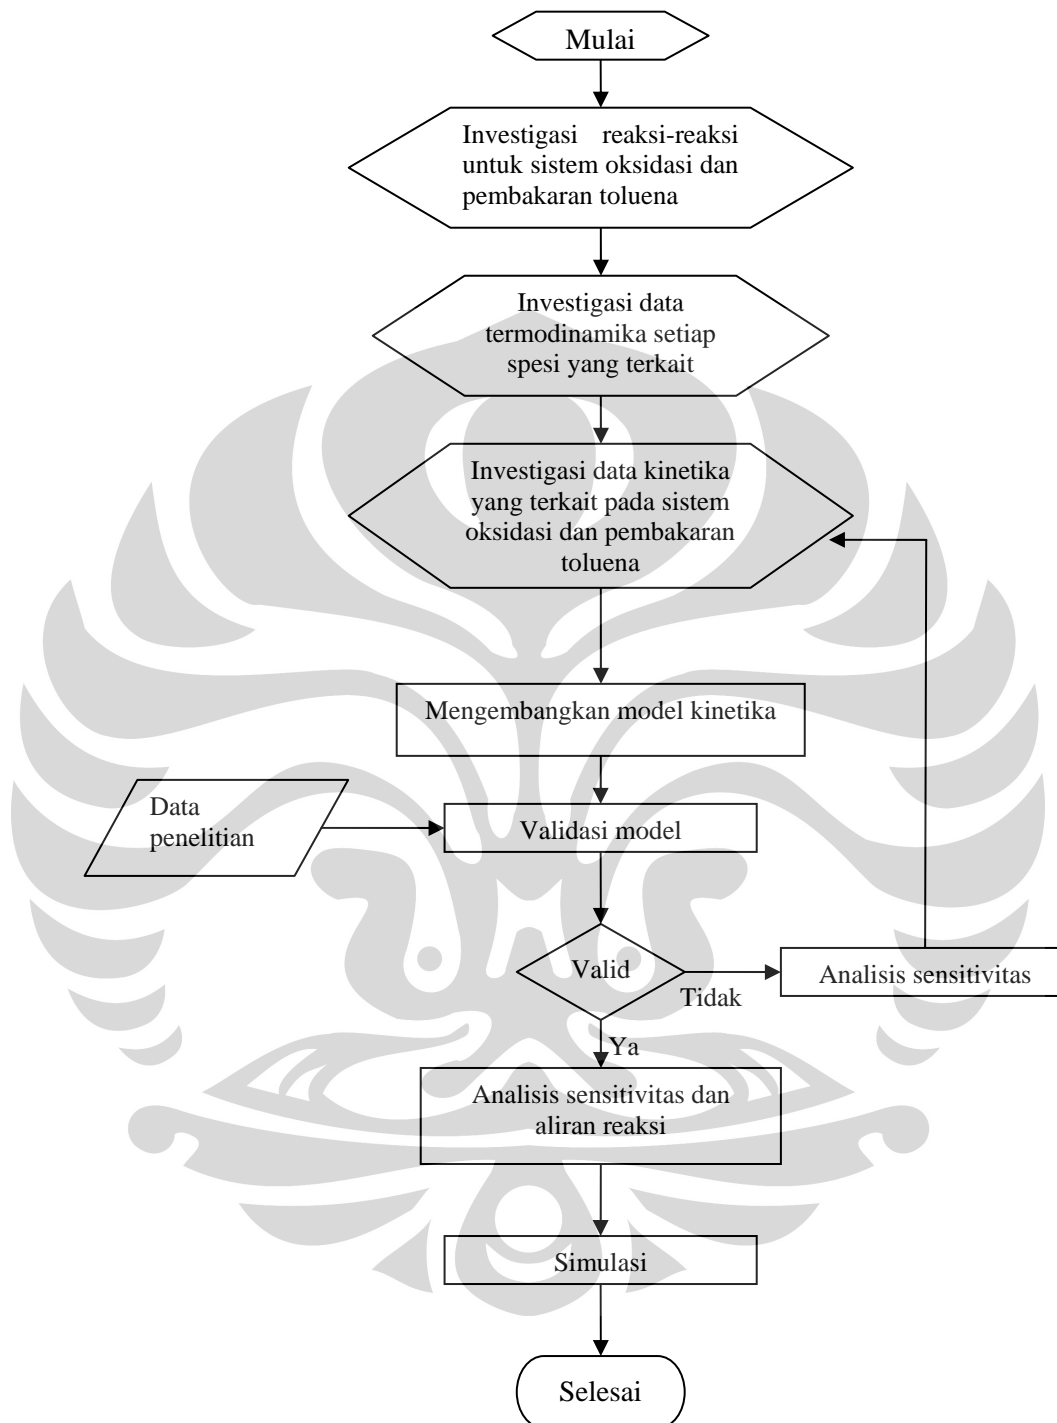 Mulai
Investigasi reaksi-reaksi
untuk sistem oksidasi dan
pembakaran toluena
Investigasi data
termodinamika setiap
spesi yang terkait
Investigasi data kinetika
yang terkait pada sistem
oksidasi dan pembakaran
toluena
Mengembangkan model kinetika
Data
penelitian
Validasi model
Valid
Tidak
Analisis sensitivitas
Ya
Analisis sensitivitas dan
aliran reaksi
Simulasi
Selesai